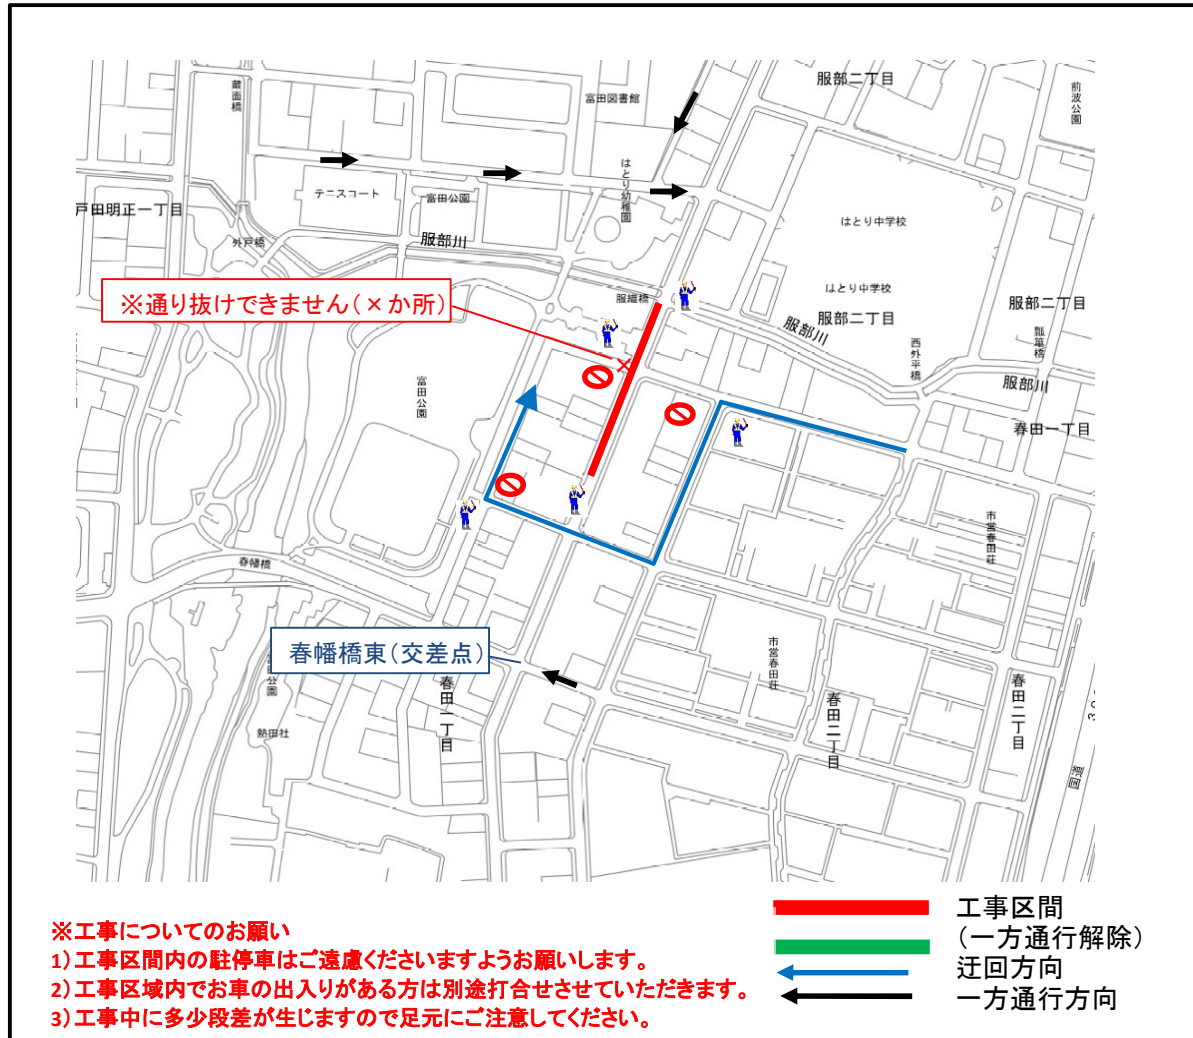 服部二丁目
富田図書館
前波公園
蔵面橋
はとり幼稚園
テニスコート
富田公園
戸田明正一丁目
はとり中学校
服部川
外戸橋
※通り抜けできません(×か所)
服織橋
はとり中学校
服部二丁目
服部二丁目
服部川
西外平橋
瓢箪橋
服部川
富田公園
春田一丁目
市営春田荘
春幡橋
春幡橋東(交差点)
市営春田荘
公園
春田一丁目
春田二丁目
春田二丁目
熱田社
国道
※工事についてのお願い
1)工事区間内の駐停車はご遠慮くださいますようお願いします。
2)工事区域内でお車の出入りがある方は別途打合せさせていただきます。
3)工事中に多少段差が生じますので足元にご注意してください。
工事区間
(一方通行解除)
迂回方向
一方通行方向